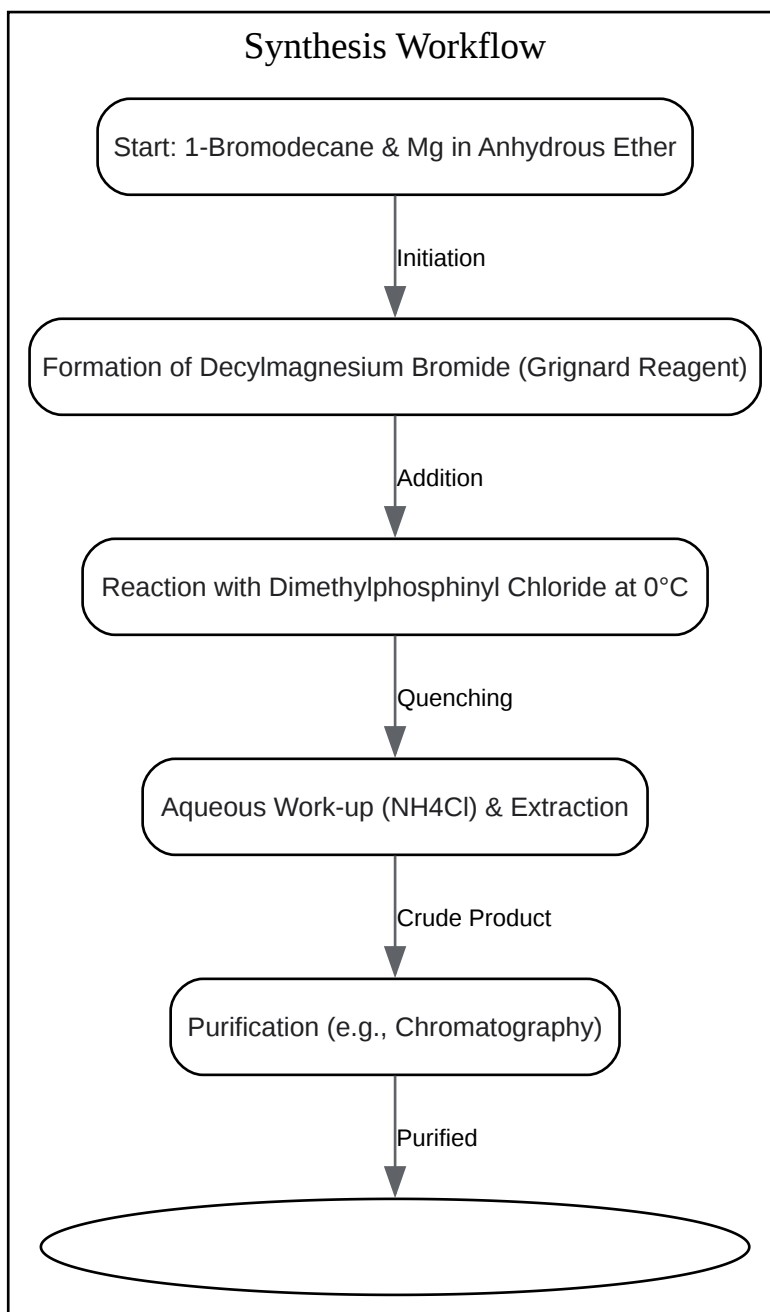 Synthesis Workflow
Start: 1-Bromodecane & Mg in Anhydrous Ether
Initiation
Formation of Decylmagnesium Bromide (Grignard Reagent)
Addition
Reaction with Dimethylphosphinyl Chloride at 0°C
Quenching
Aqueous Work-up (NH4Cl) & Extraction
Crude Product
Purification (e.g., Chromatography)
Purified